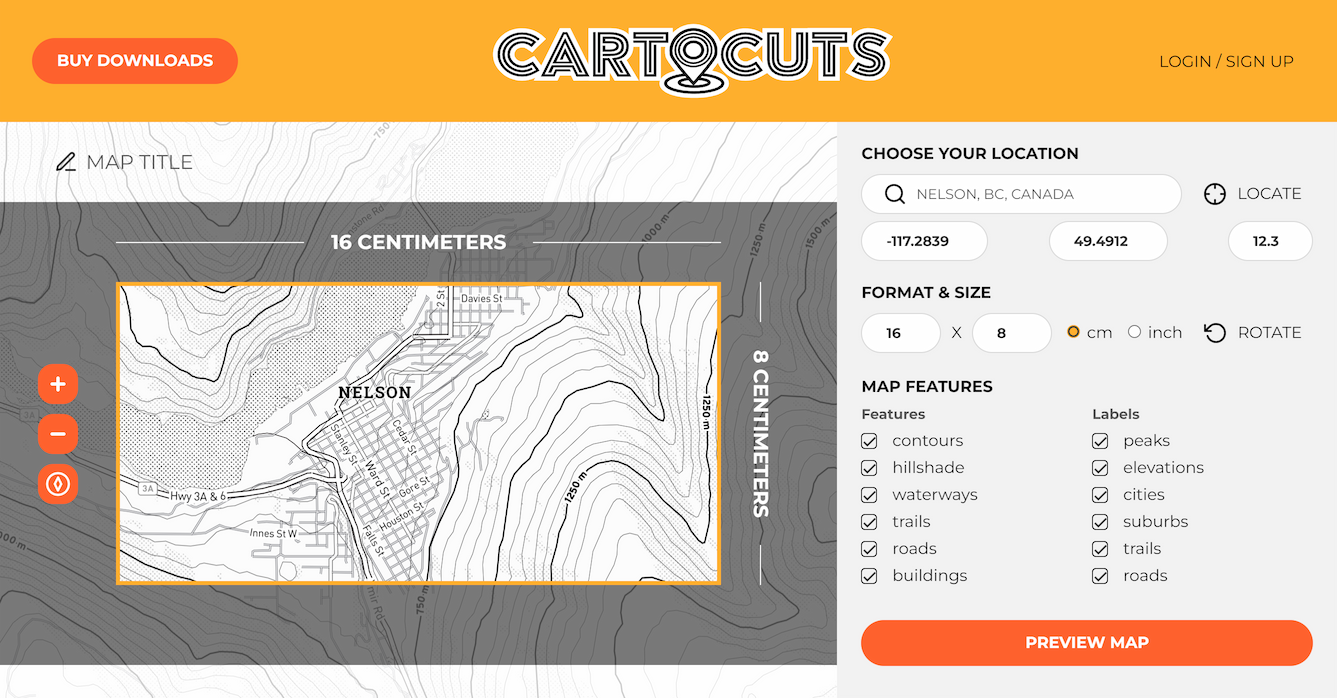 BUY DOWNLOADS
CARTOCUTS
LOGIN / SIGN UP
MAP TITLE
750
1000 m
1250 m
1500 m
16 CENTIMETERS
2 St
Davies St
NELSON
1250 m
8 CENTIMETERS
Stanley St
Cedar St
Ward St
Gore St
1250 m
3A
3A
Hwy 3A & 6
Houston St
Innes St W
Falls St
750 m
CHOOSE YOUR LOCATION
NELSON, BC, CANADA
LOCATE
-117.2839
49.4912
12.3
FORMAT & SIZE
16 X 8 cm inch ROTATE
MAP FEATURES
Features
contours
hillshade
waterways
trails
roads
buildings
Labels
peaks
elevations
cities
suburbs
trails
roads
PREVIEW MAP